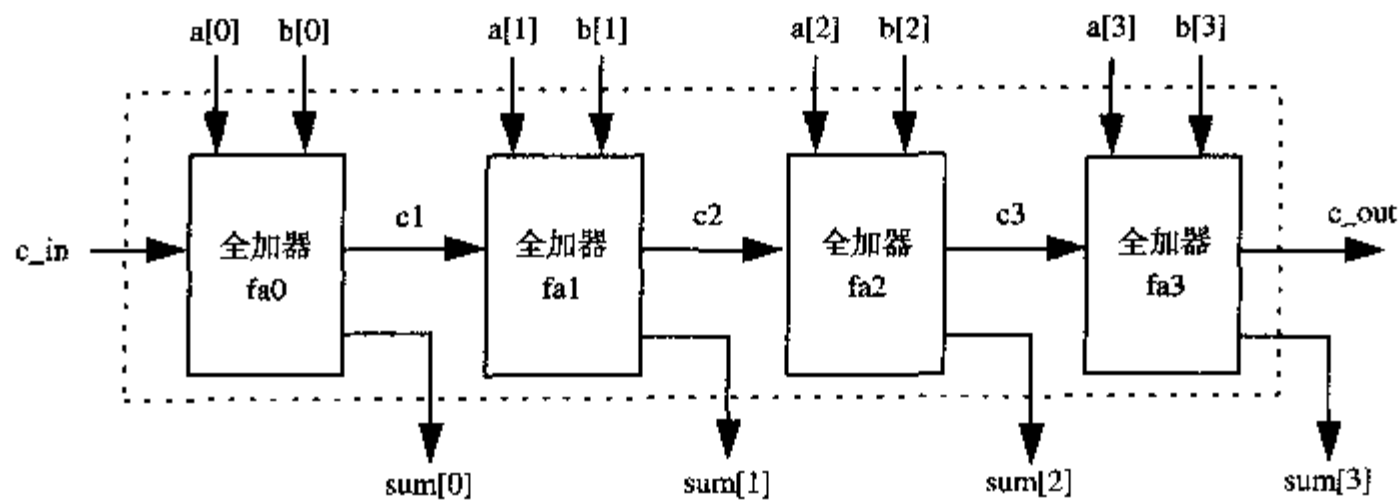 a[0] b[0] a[1] b[1] a[2] b[2] a[3] b[3]
c_in 全加器 fa0 c1 全加器 fa1 c2 全加器 fa2 c3 全加器 fa3 c_out
sum[0] sum[1] sum[2] sum[3]